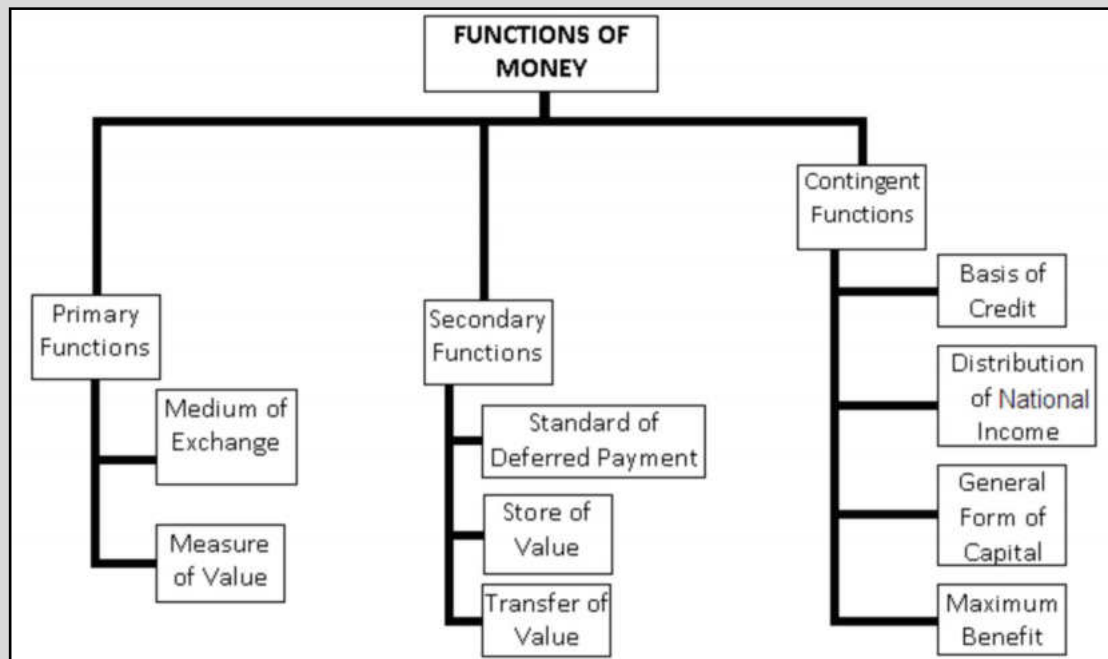 FUNCTIONS OF
MONEY
Primary
Functions
Medium of
Exchange
Measure
of Value
Secondary
Functions
Standard of
Deferred Payment
Store of
Value
Transfer of
Value
Contingent
Functions
Basis of
Credit
Distribution
of National
Income
General
Form of
Capital
Maximum
Benefit